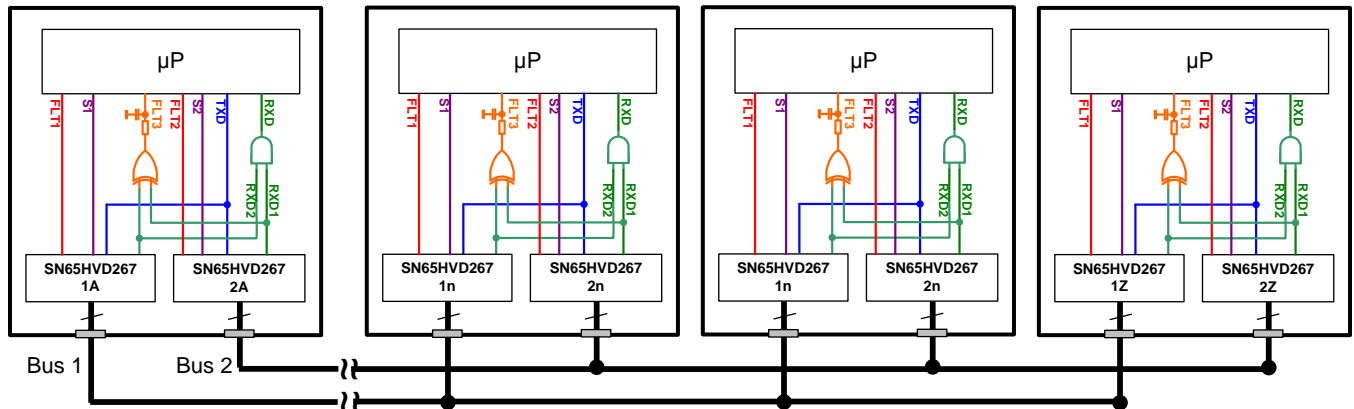 µP
FLT1
S1
FLT3
FLT2
S2
TXD
RXD
RXD2
RXD1
SN65HVD267
1A
SN65HVD267
2A
µP
FLT1
S1
FLT3
FLT2
S2
TXD
RXD
RXD2
RXD1
SN65HVD267
1n
SN65HVD267
2n
µP
FLT1
S1
FLT3
FLT2
S2
TXD
RXD
RXD2
RXD1
SN65HVD267
1n
SN65HVD267
2n
µP
FLT1
S1
FLT3
FLT2
S2
TXD
RXD
RXD2
RXD1
SN65HVD267
1Z
SN65HVD267
2Z
Bus 1
Bus 2